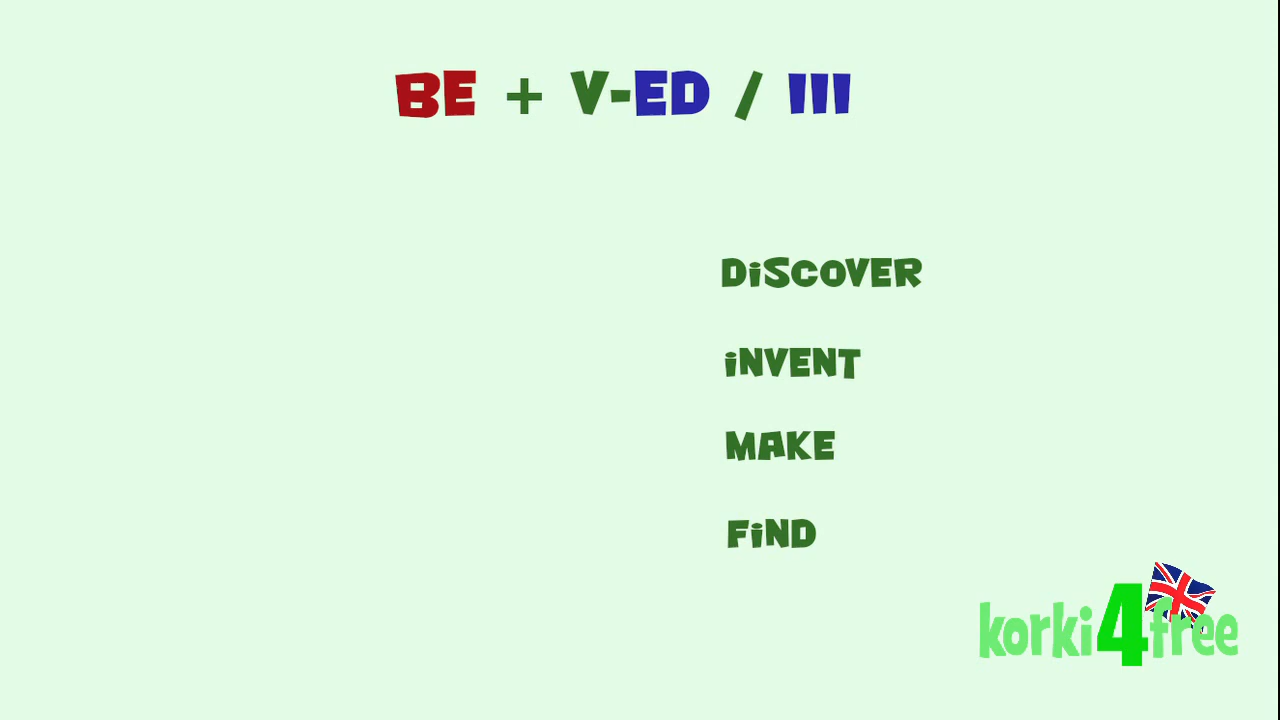 BE + V-ED / III
DiSCOVER
iNVENT
MAKE
FiND
korki4free